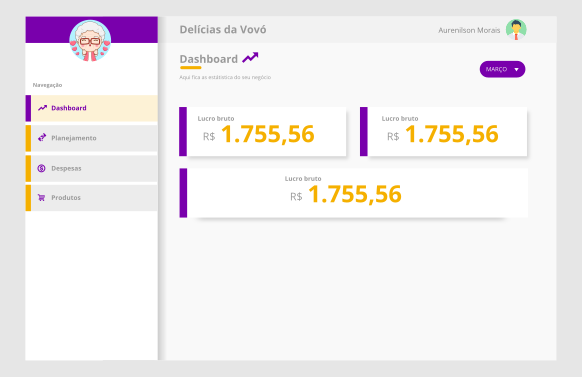 Delícias da Vovó
Aurenilson Morais
Dashboard
Aqui fica as estátistica do seu negócio
MARÇO
Navegação
Dashboard
Planejamento
Despesas
Produtos
Lucro bruto
R$ 1.755,56
Lucro bruto
R$ 1.755,56
Lucro bruto
R$ 1.755,56